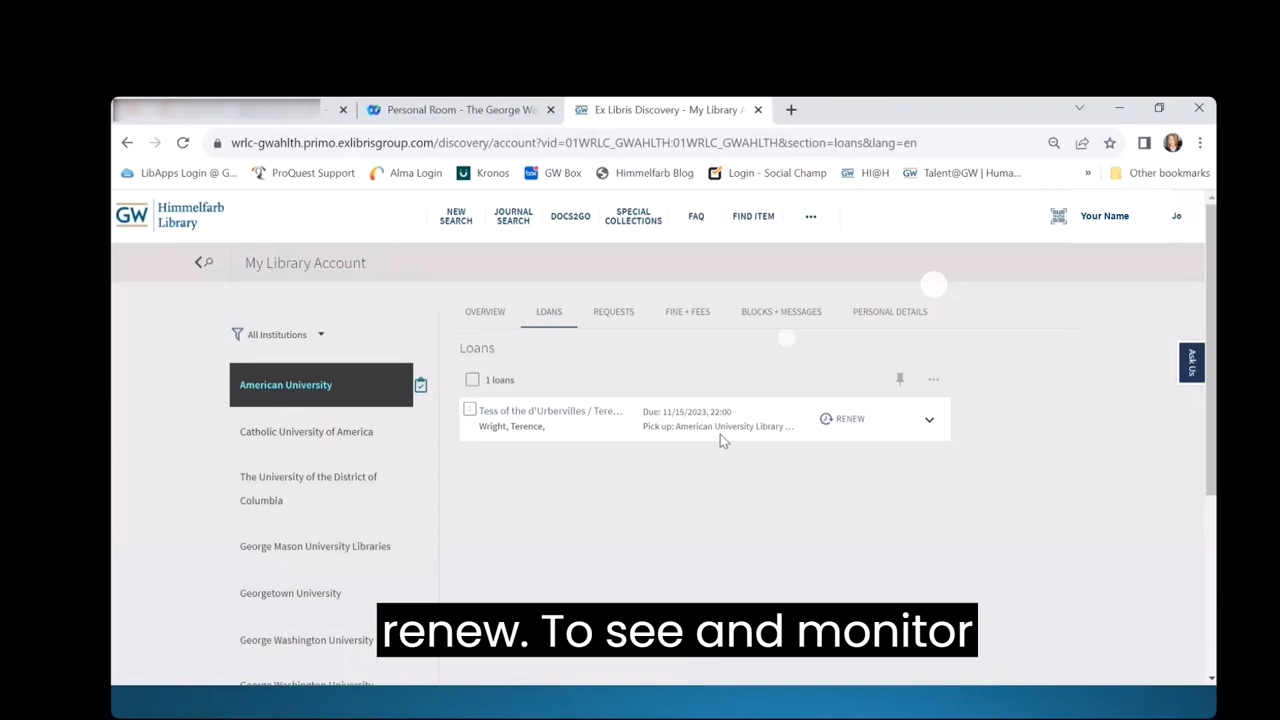 Personal Room - The George Wa
Ex Libris Discovery - My Library A
wrlc-gwahlth.primo.exlibrisgroup.com/discovery/account?vid=01WRLC_GWAHLTH:01WRLC_GWAHLTH&section=loans&lang=en
LibApps Login @ G...
ProQuest Support
Alma Login
Kronos
GW Box
Himmelfarb Blog
Login - Social Champ
HI@H
Talent@GW | Huma...
»
Other bookmarks
GW
Himmelfarb
Library
NEW
SEARCH
JOURNAL
SEARCH
DOCS2GO
SPECIAL
COLLECTIONS
FAQ
FIND ITEM
...
Your Name
Jo
My Library Account
All Institutions
American University
Catholic University of America
The University of the District of
Columbia
George Mason University Libraries
Georgetown University
George Washington University
George Washington University
OVERVIEW
LOANS
REQUESTS
FINE + FEES
BLOCKS + MESSAGES
PERSONAL DETAILS
Loans
1 loans
...
1
Tess of the d'Urbervilles / Tere...
Wright, Terence,
Due: 11/15/2023, 22:00
Pick up: American University Library ...
RENEW
Ask Us
renew. To see and monitor